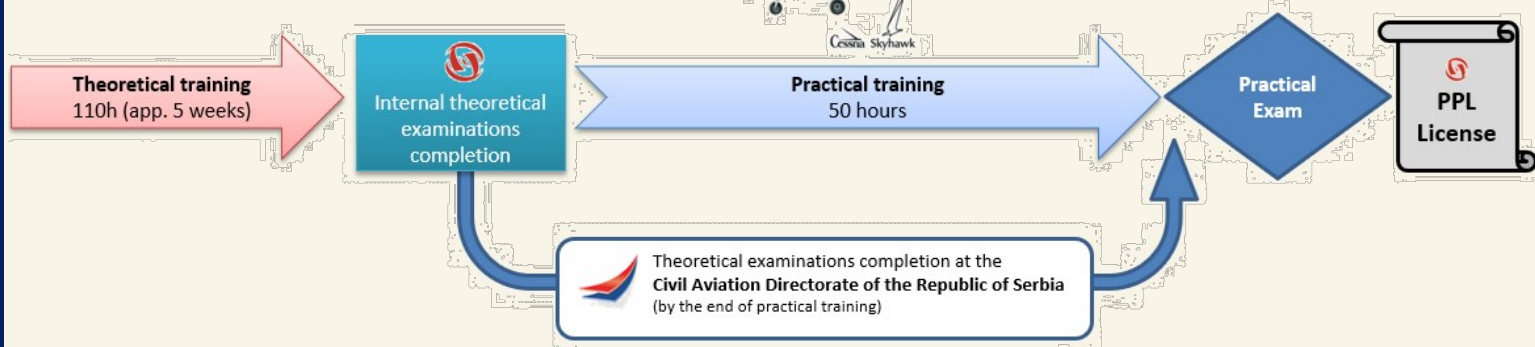 Cessna Skyhawk
Theoretical training
110h (app. 5 weeks)
Internal theoretical
examinations
completion
Practical training
50 hours
Practical
Exam
PPL
License
Theoretical examinations completion at the
Civil Aviation Directorate of the Republic of Serbia
(by the end of practical training)